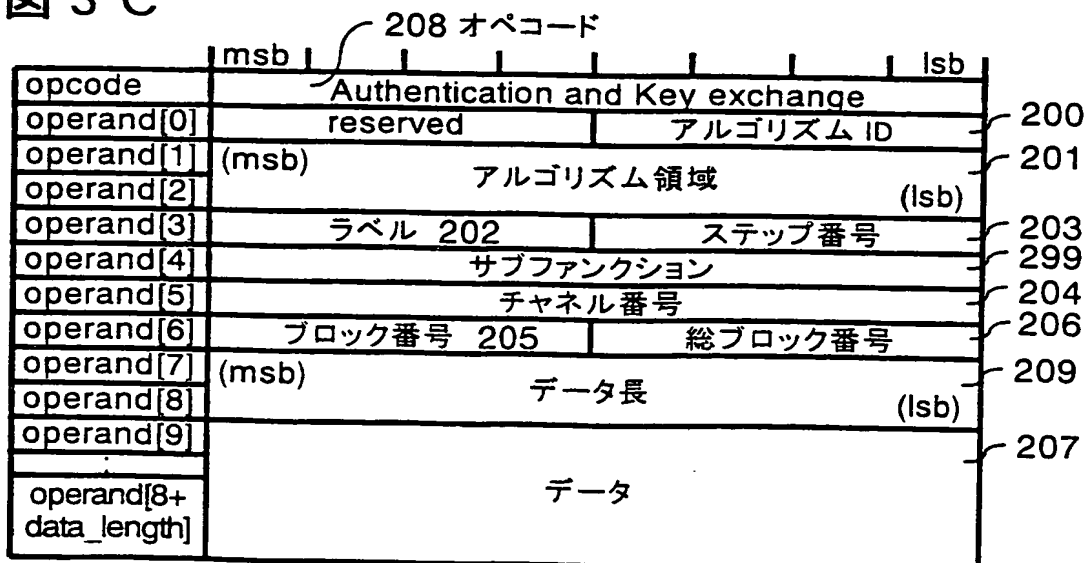 図 3 C
208 オペコード
msb lsb
opcode Authentication and Key exchange
operand[0] reserved アルゴリズム ID 200
operand[1] (msb) アルゴリズム領域 201
operand[2] (lsb)
operand[3] ラベル 202 ステップ番号 203
operand[4] サブファンクション 299
operand[5] チャネル番号 204
operand[6] ブロック番号 205 総ブロック番号 206
operand[7] (msb) データ長 209
operand[8] (lsb)
operand[9] 207
データ
operand[8+
data_length]